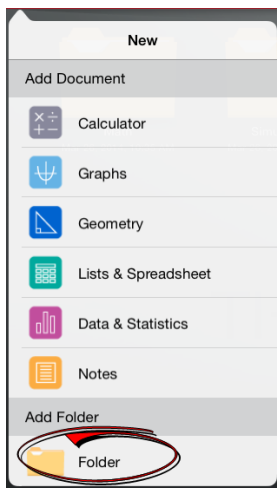 New
Add Document
Calculator
Graphs
Geometry
Lists & Spreadsheet
Data & Statistics
Notes
Add Folder
Folder